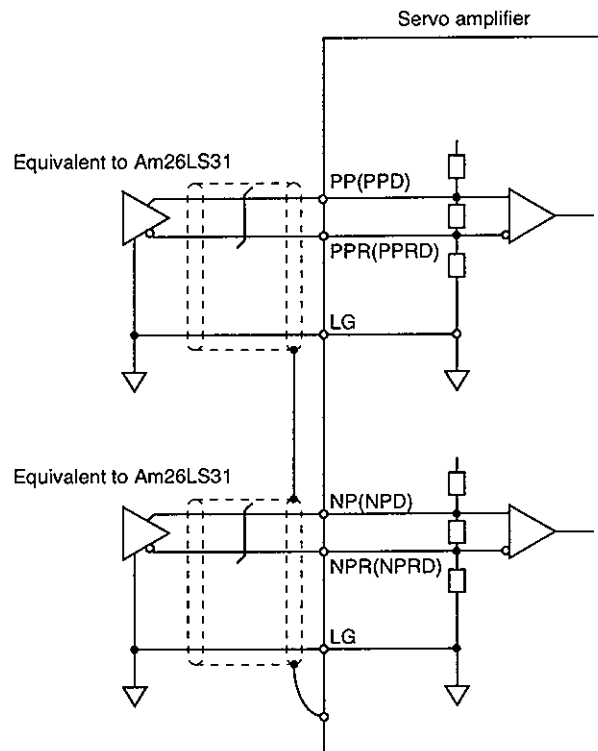 Servo amplifier
Equivalent to Am26LS31
PP(PPD)
PPR(PPRD)
LG
Equivalent to Am26LS31
NP(NPD)
NPR(NPRD)
LG